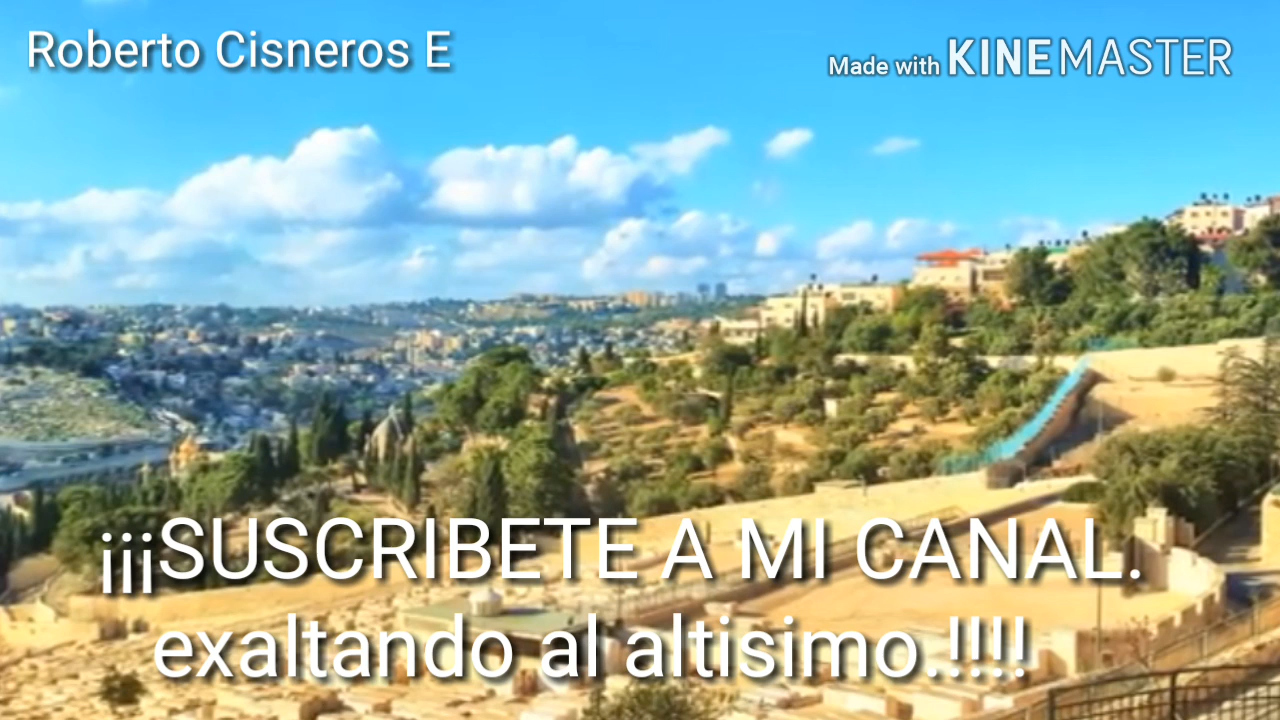 Roberto Cisneros E
Made with KINEMASTER
¡¡¡SUSCRIBETE A MI CANAL.
exaltando al altisimo.!!!!